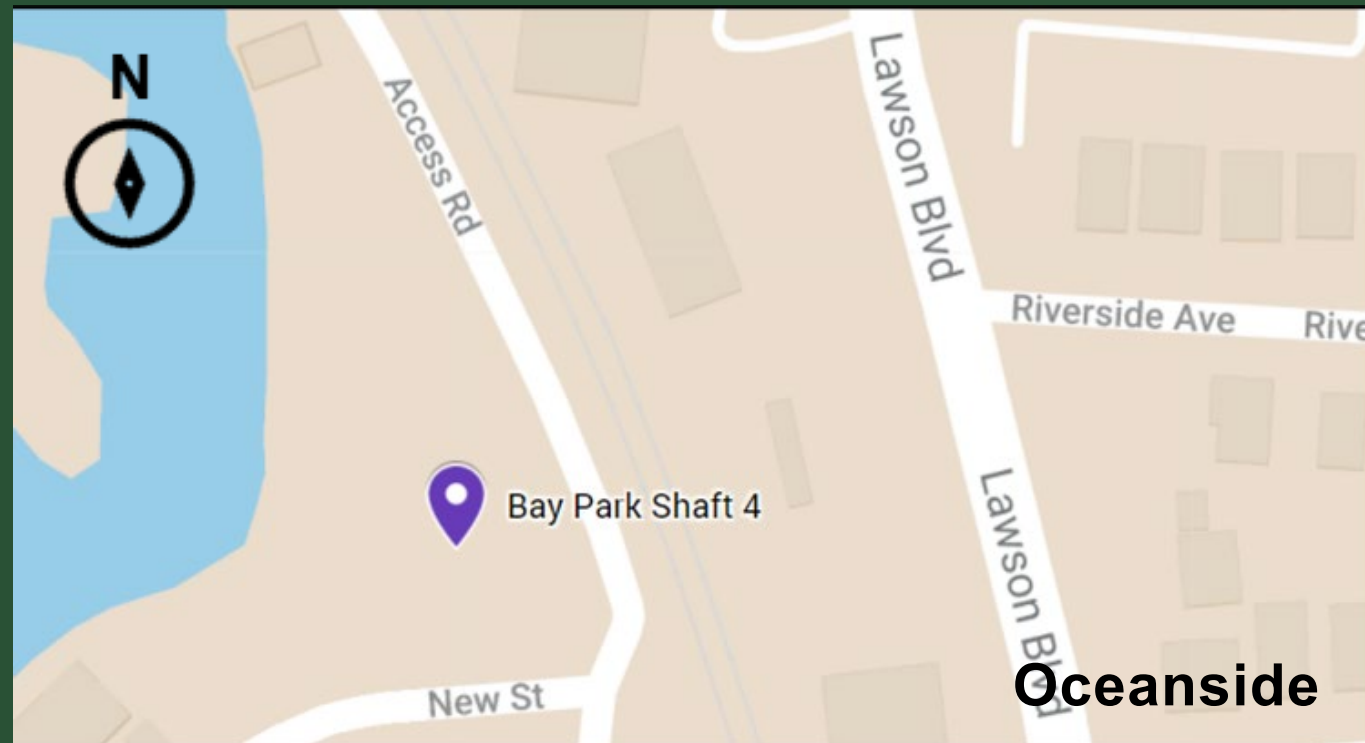 N
Access Rd
Lawson Blvd
Riverside Ave
Rive
Bay Park Shaft 4
Lawson Blvd
New St
Oceanside